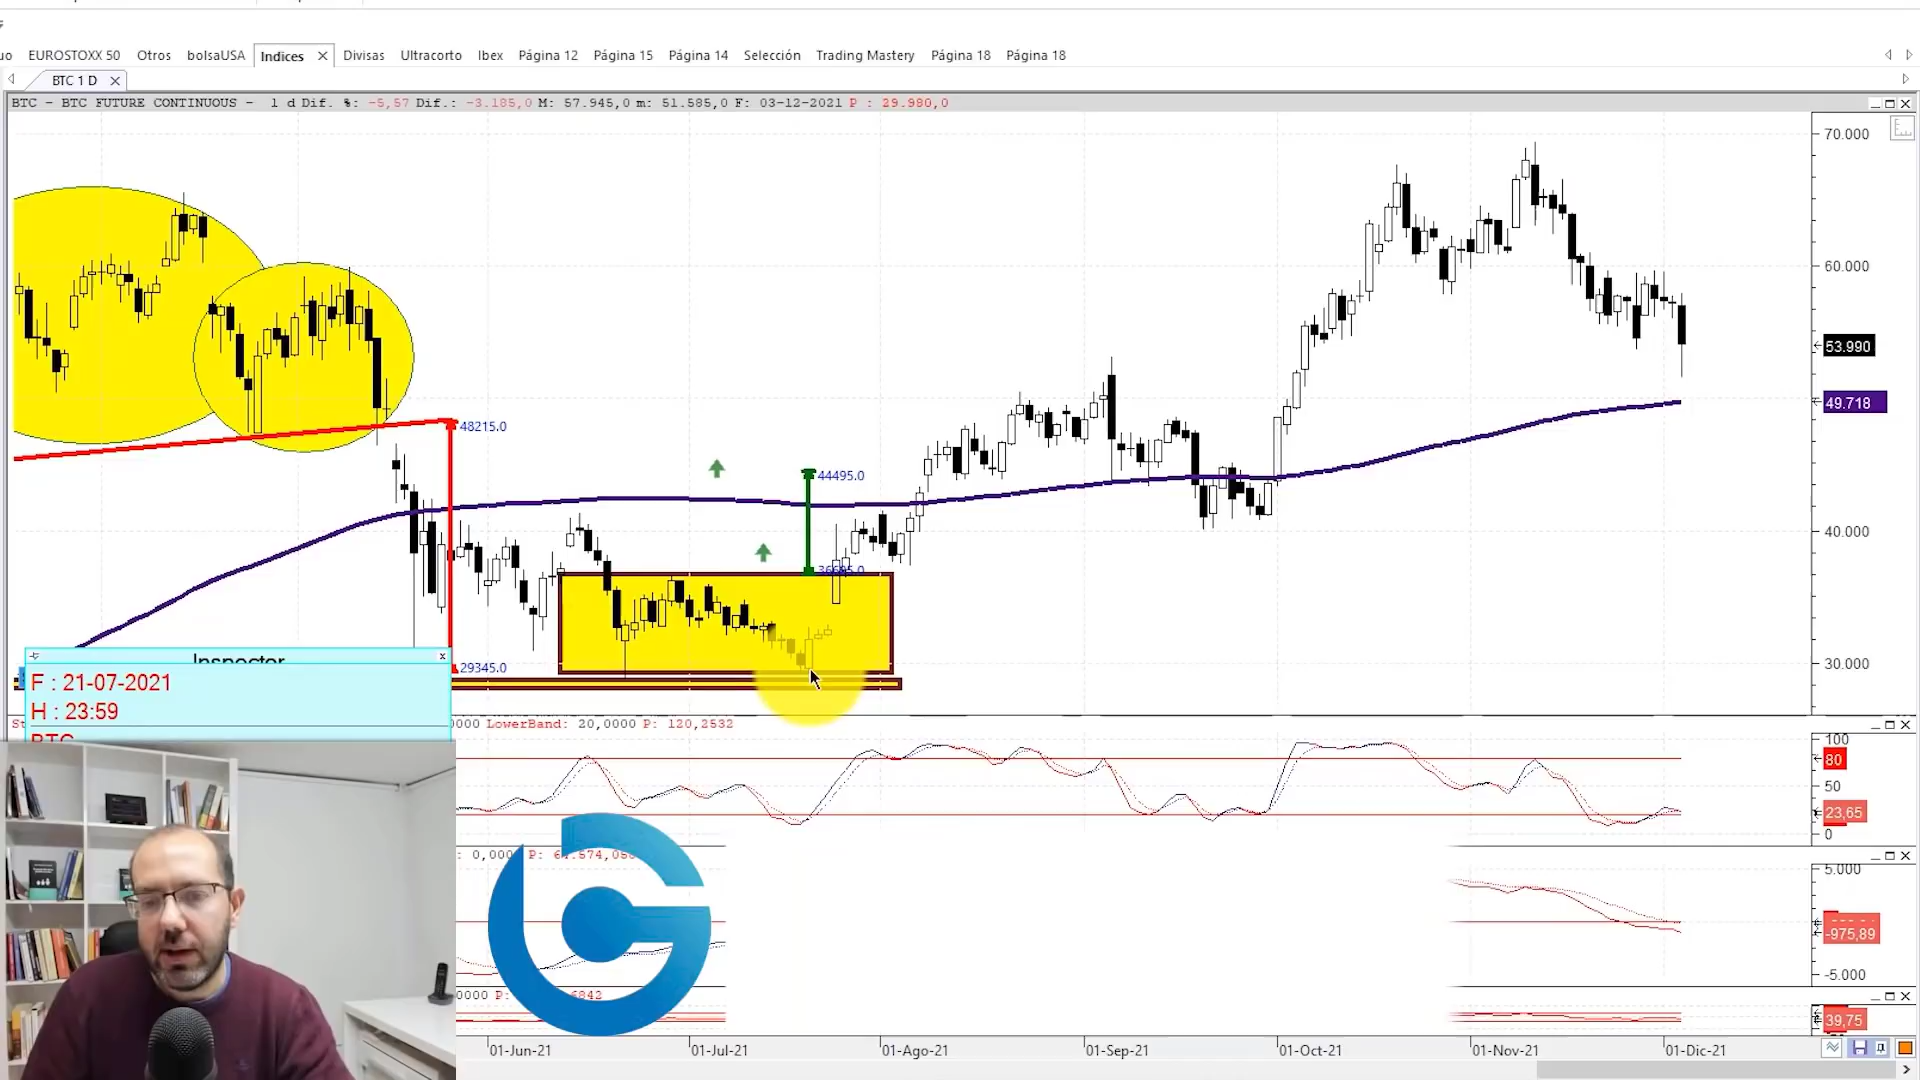 uo EUROSTOXX 50 Otros bolsaUSA Indices Divisas Ultracorto Ibex Página 12 Página 15 Página 14 Selección Trading Mastery Página 18 Página 18
BTC 1 D
BTC - BTC FUTURE CONTINUOUS - 1 d Dif. %: -5,57 Dif.: -3.185,0 M: 57.945,0 m: 51.585,0 F: 03-12-2021 P : 29.980,0
70.000
60.000
53.990
49.718
48215.0
44495.0
40.000
30.000
29345.0
Inspector
F : 21-07-2021
H : 23:59
BTC
0000 LowerBand: 20,0000 P: 120,2532
100
80
50
23,65
0
: 0,000
5.000
-975,89
-5.000
39,75
01-Jun-21 01-Jul-21 01-Ago-21 01-Sep-21 01-Oct-21 01-Nov-21 01-Dic-21